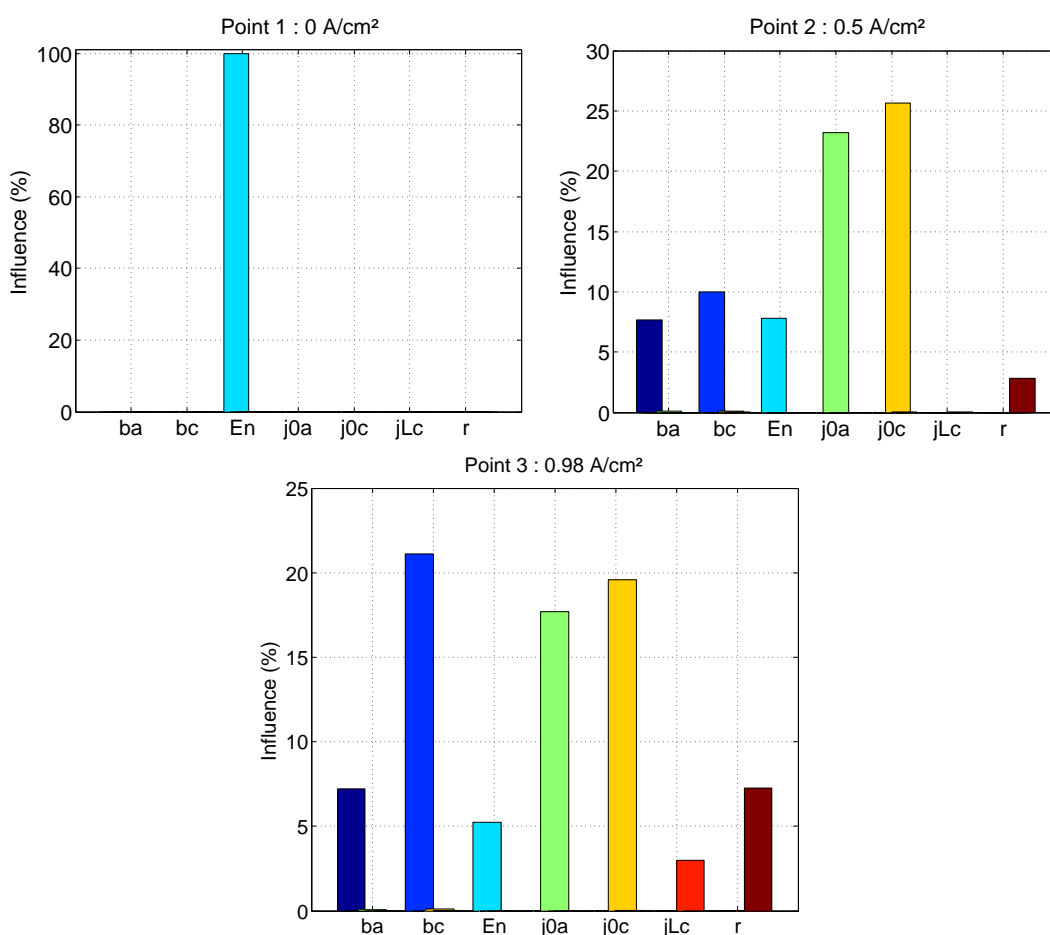 Point 1 : 0 A/cm²
Influence (%)
100
80
60
40
20
0
ba bc En j0a j0c jLc r
Point 2 : 0.5 A/cm²
Influence (%)
30
25
20
15
10
5
0
ba bc En j0a j0c jLc r
Point 3 : 0.98 A/cm²
Influence (%)
25
20
15
10
5
0
ba bc En j0a j0c jLc r